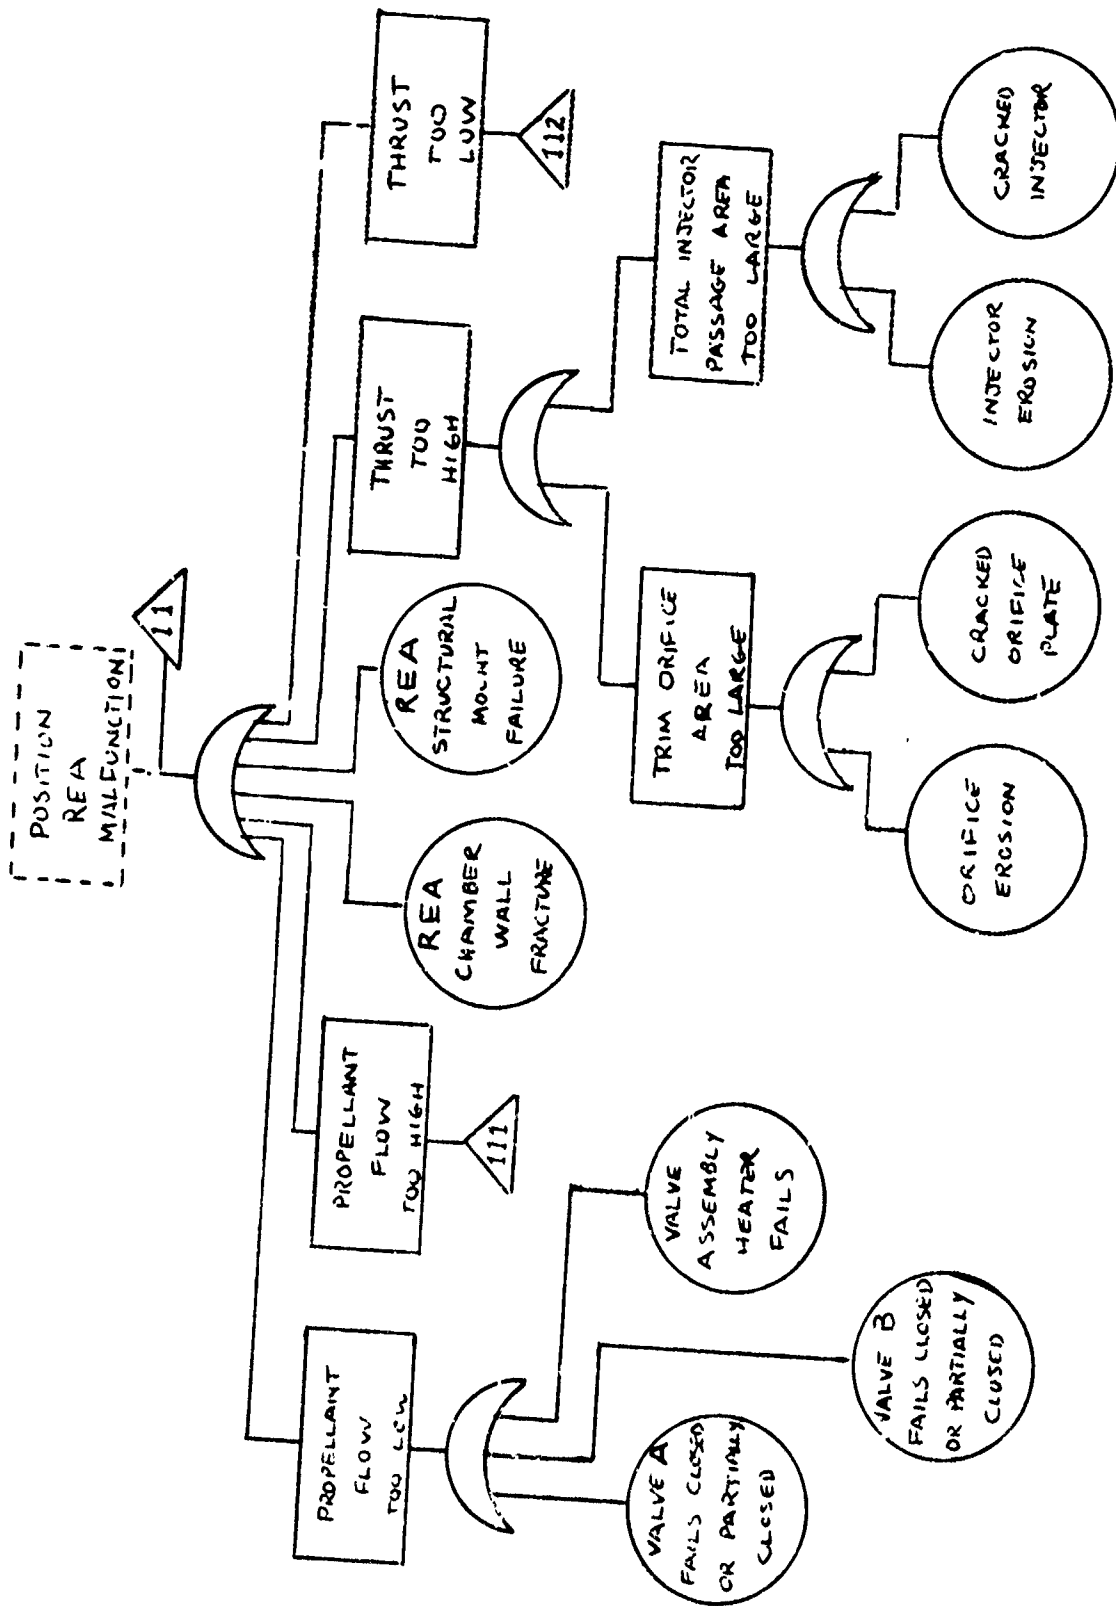 POSITION
REA
MALFUNCTION
11
PROPELLANT
FLOW
TOO LOW
PROPELLANT
FLOW
TOO HIGH
111
REA
CHAMBER
WALL
FRACTURE
REA
STRUCTURAL
MOUNT
FAILURE
THRUST
TOO
HIGH
THRUST
TOO
LOW
112
VALVE A
FAILS CLOSED
OR PARTIALLY
CLOSED
VALVE B
FAILS CLOSED
OR PARTIALLY
CLOSED
VALVE
ASSEMBLY
HEATER
FAILS
TRIM ORIFICE
AREA
TOO LARGE
TOTAL INJECTOR
PASSAGE AREA
TOO LARGE
ORIFICE
EROSION
CRACKED
ORIFICE
PLATE
INJECTOR
EROSION
CRACKED
INJECTOR